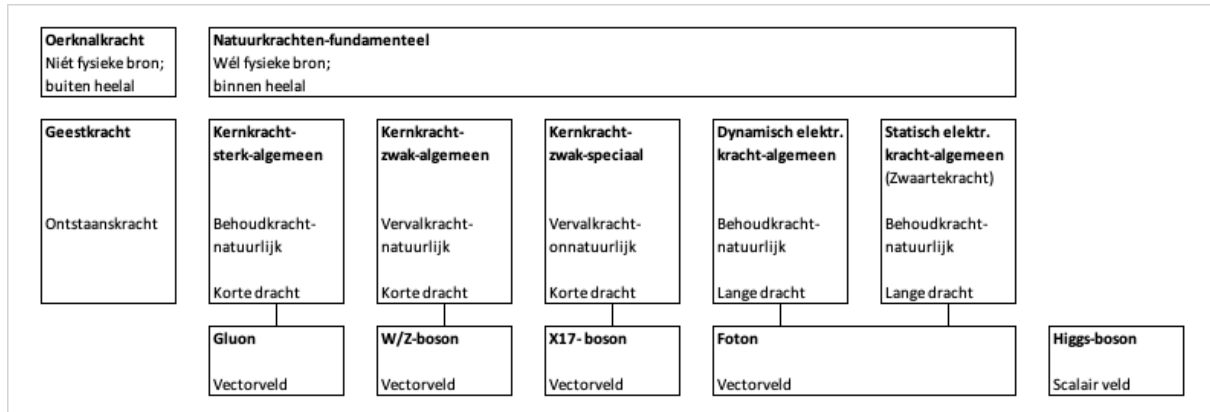 Oerknalkracht
Niét fysieke bron;
buiten heelal
Natuurkrachten-fundamenteel
Wél fysieke bron;
binnen heelal
Geestkracht
Ontstaanskracht
Kernkracht-
sterk-algemeen
Behoudkracht-
natuurlijk
Korte dracht
Kernkracht-
zwak-algemeen
Vervalkracht-
natuurlijk
Korte dracht
Kernkracht-
zwak-speciaal
Vervalkracht-
onnatuurlijk
Korte dracht
Dynamisch elektr.
kracht-algemeen
Behoudkracht-
natuurlijk
Lange dracht
Statisch elektr.
kracht-algemeen
(Zwaartekracht)
Behoudkracht-
natuurlijk
Lange dracht
Gluon
Vectorveld
W/Z-boson
Vectorveld
X17- boson
Vectorveld
Foton
Vectorveld
Higgs-boson
Scalair veld